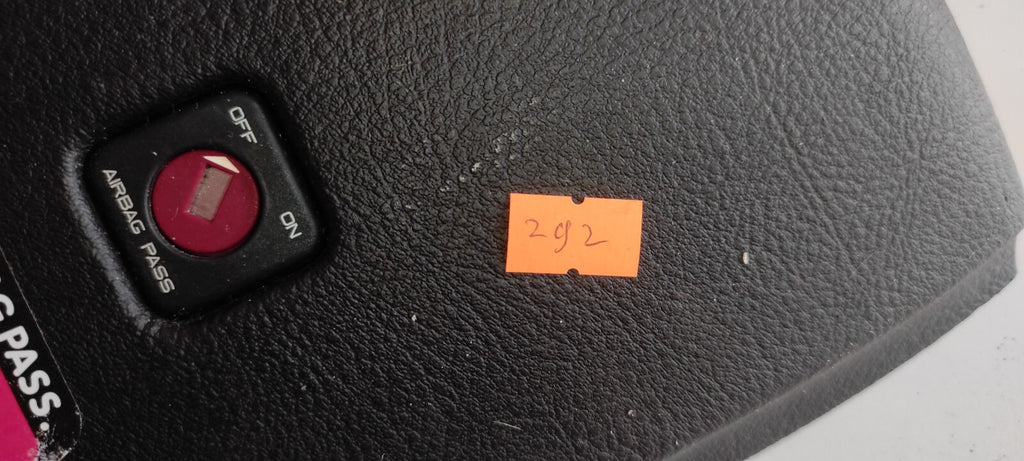 OFF
ON
AIRBAG PASS
G PASS.
292